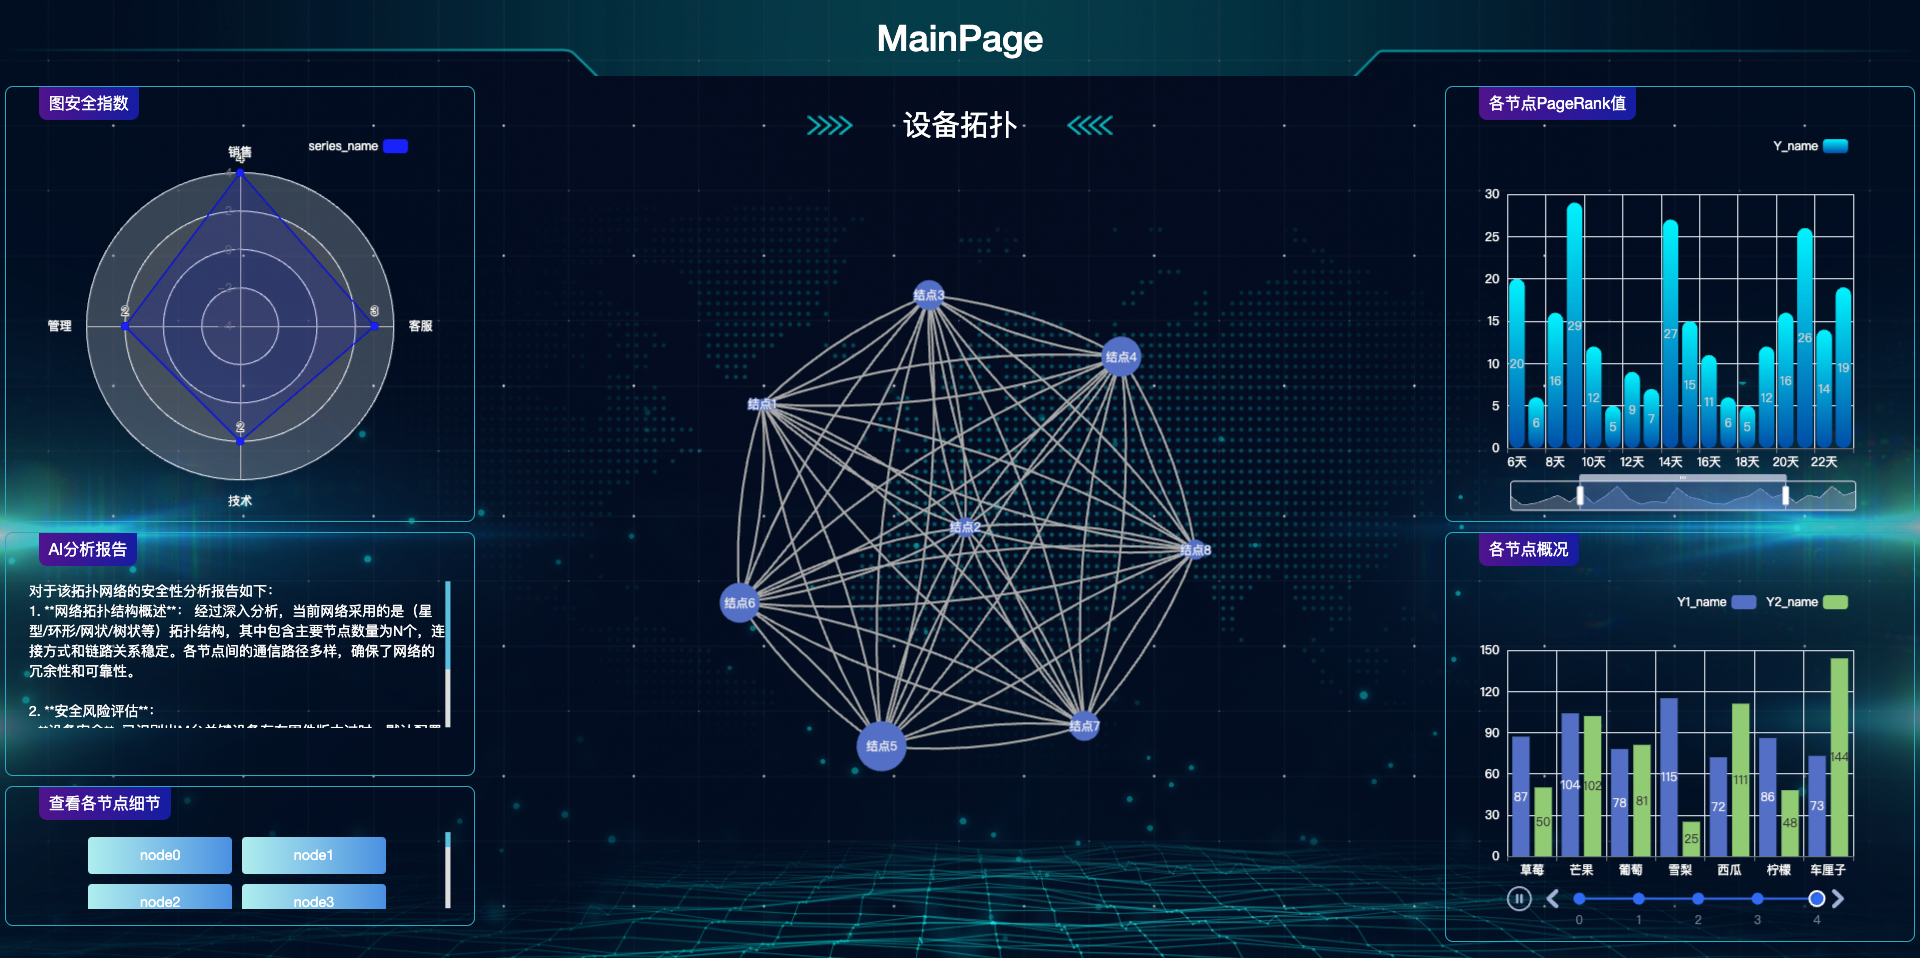 MainPage
图安全指数
series_name
销售
4
4
2
0
-2
-4
管理
2
3
客服
2
技术
AI分析报告
对于该拓扑网络的安全性分析报告如下：
1. **网络拓扑结构概述**： 经过深入分析，当前网络采用的是（星
型/环形/网状/树状等）拓扑结构，其中包含主要节点数量为N个，连
接方式和链路关系稳定。各节点间的通信路径多样，确保了网络的
冗余性和可靠性。
2. **安全风险评估**：
查看各节点细节
node0 node1
node2 node3
设备拓扑
结点3
结点4
结点1
结点2
结点8
结点6
结点7
结点5
各节点PageRank值
Y_name
30
25
20
15
10
5
0
20 6 16 29 12 5 9 7 27 15 11 6 5 12 16 26 14 19
6天 8天 10天 12天 14天 16天 18天 20天 22天
各节点概况
Y1_name Y2_name
150
120
90
60
30
0
87 50 104 102 78 81 115 25 72 111 86 48 73 144
草莓 芒果 葡萄 雪梨 西瓜 柠檬 车厘子
0 1 2 3 4